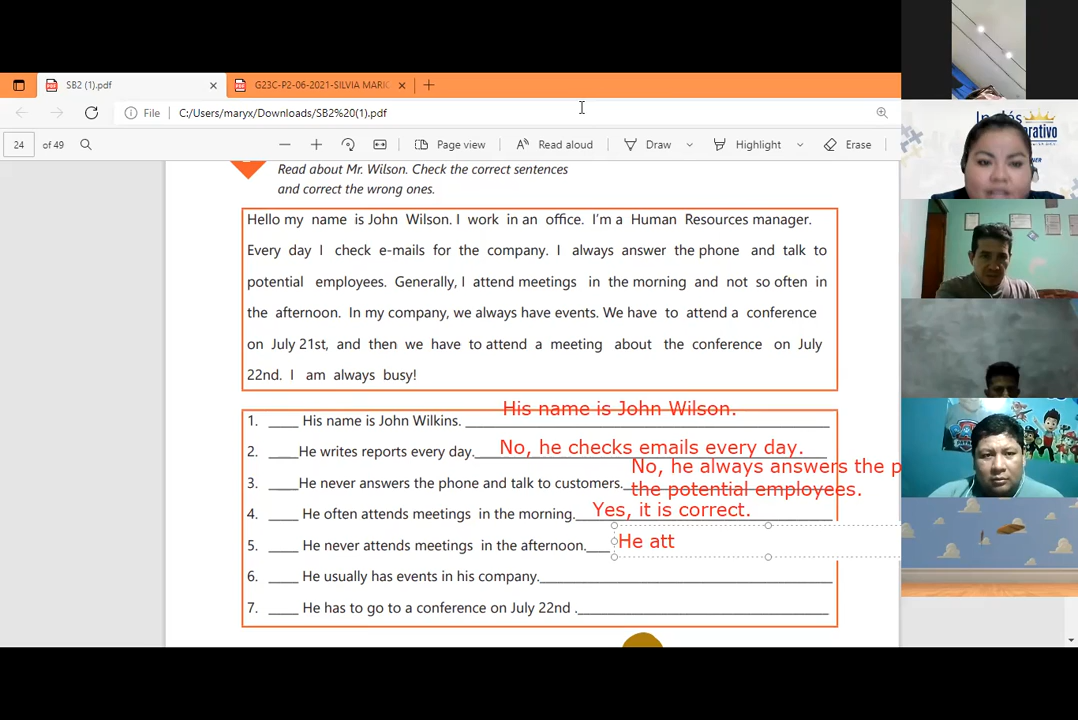 SB2 (1).pdf
G23C-P2-06-2021-SILVIA MARI
File C:/Users/maryx/Downloads/SB2%20(1).pdf
24 of 49 Page view Read aloud Draw Highlight Erase
Read about Mr. Wilson. Check the correct sentences
and correct the wrong ones.
Hello my name is John Wilson. I work in an office. I'm a Human Resources manager.
Every day I check e-mails for the company. I always answer the phone and talk to
potential employees. Generally, I attend meetings in the morning and not so often in
the afternoon. In my company, we always have events. We have to attend a conference
on July 21st, and then we have to attend a meeting about the conference on July
22nd. I am always busy!
His name is John Wilson.
1. ____ His name is John Wilkins.
2. ____He writes reports every day. No, he checks emails every day.
No, he always answers the p
3. ____He never answers the phone and talk to customers. the potential employees.
4. ____ He often attends meetings in the morning. Yes, it is correct.
5. ____ He never attends meetings in the afternoon.____ He att
6. ____ He usually has events in his company.
7. ____ He has to go to a conference on July 22nd .